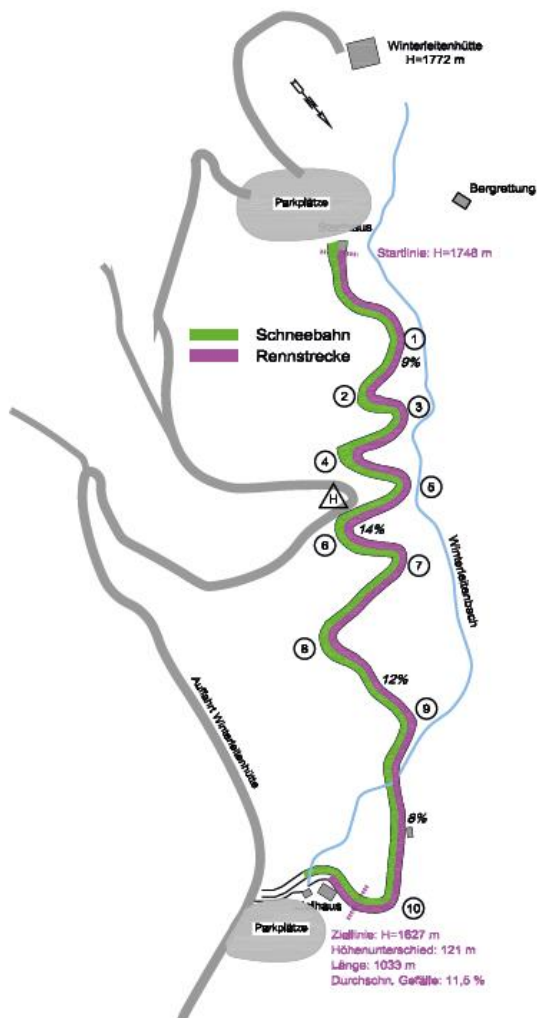 Winterleitenhütte
H=1772 m
Bergrettung
Parkplätze
Startlinie: H=1748 m
Schneebahn
Rennstrecke
1
9%
2
3
4
5
H
14%
6
7
Winterleitenbach
8
12%
9
Auffahrt Winterleitenhütte
8%
10
Parkplätze
Ziellinie: H=1627 m
Höhenunterschied: 121 m
Länge: 1033 m
Durchschn. Gefälle: 11,5 %